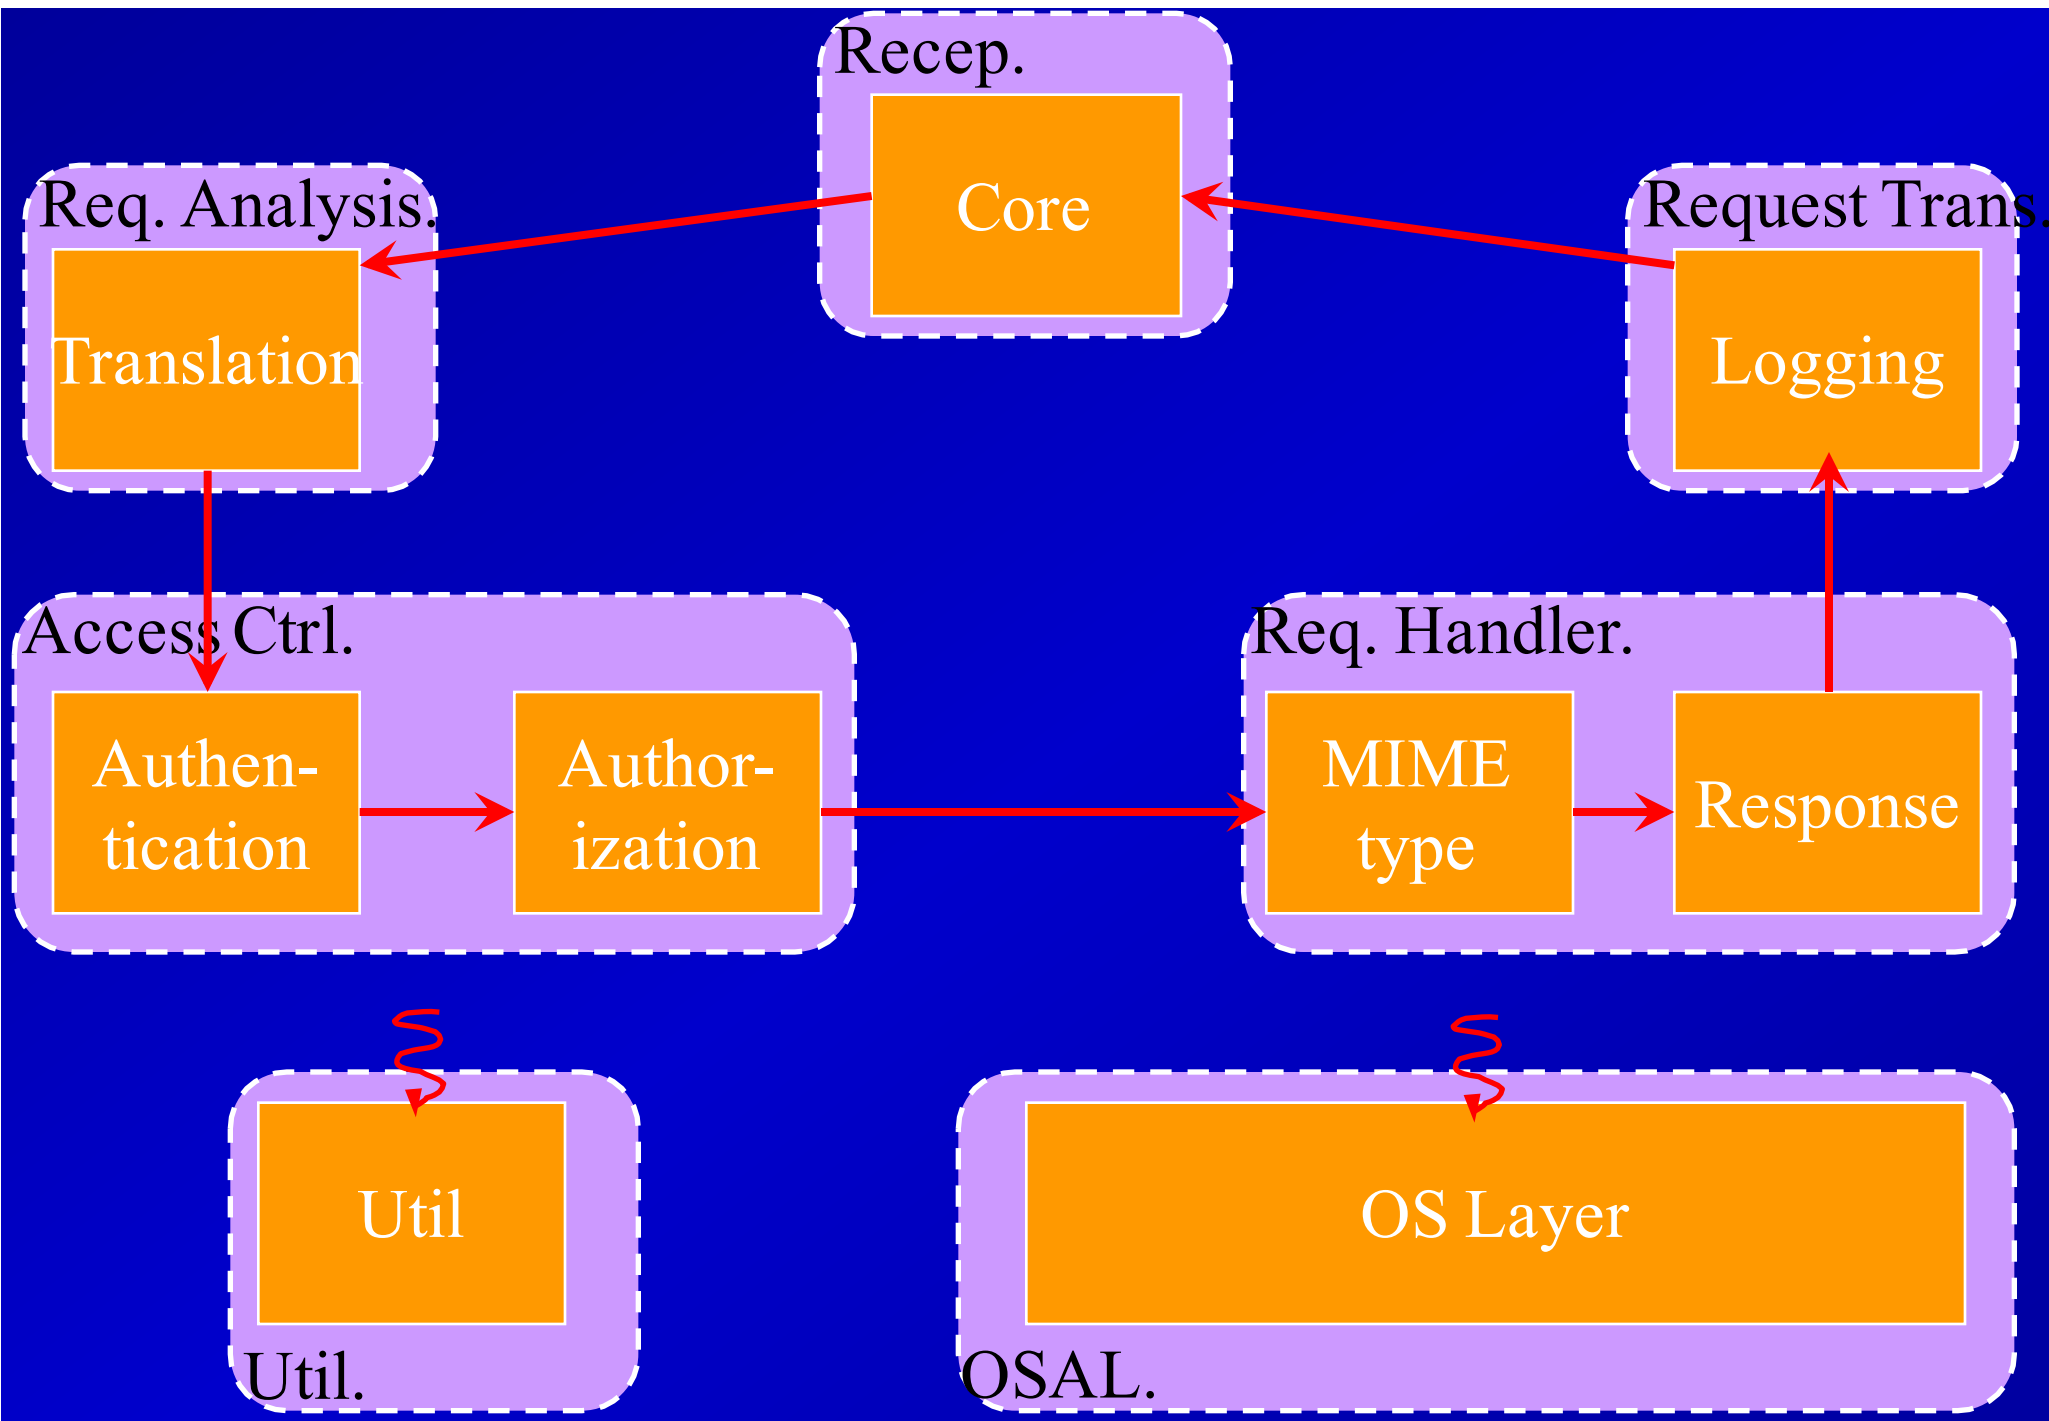 Recep.
Core
Req. Analysis.
Translation
Request Trans.
Logging
Access Ctrl.
Authen-
tication
Author-
ization
Req. Handler.
MIME
type
Response
Util
Util.
OS Layer
OSAL.